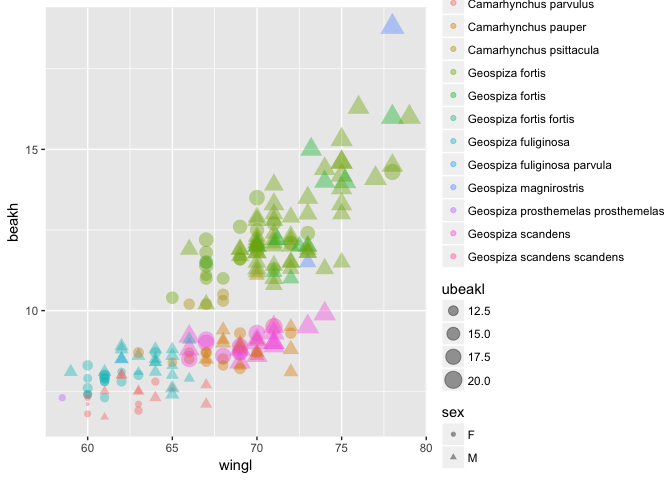 Camarhynchus parvulus
Camarhynchus pauper
Camarhynchus psittacula
Geospiza fortis
Geospiza fortis
Geospiza fortis fortis
Geospiza fuliginosa
Geospiza fuliginosa parvula
Geospiza magnirostris
Geospiza prosthemelas prosthemelas
Geospiza scandens
Geospiza scandens scandens
ubeakl
12.5
15.0
17.5
20.0
sex
F
M
beakh
15
10
60
65
70
75
80
wingl